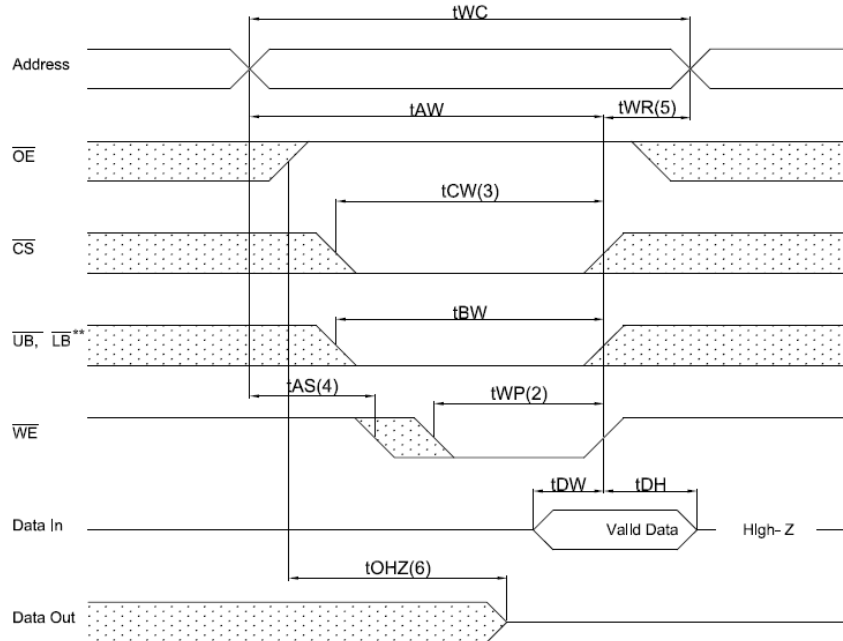 tWC
Address
tAW
tWR(5)
OE
tCW(3)
CS
tBW
UB, LB**
tAS(4)
tWP(2)
WE
tDW
tDH
Data In
Valid Data
High-Z
tOHZ(6)
Data Out